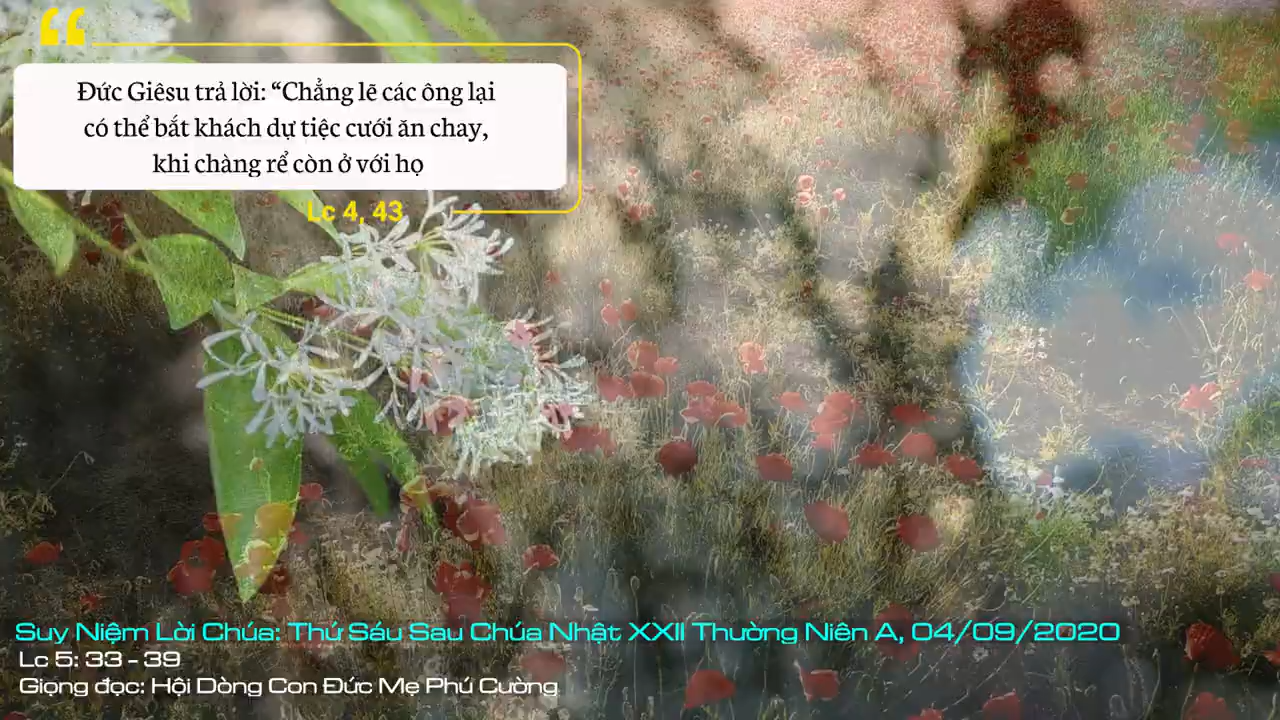 Đức Giêsu trả lời: “Chẳng lẽ các ông lại
có thể bắt khách dự tiệc cưới ăn chay,
khi chàng rể còn ở với họ
Lc 4, 43
Suy Niệm Lời Chúa: Thứ Sáu Sau Chúa Nhật XXII Thường Niên A, 04/09/2020
Lc 5: 33 - 39
Giọng đọc: Hội Dòng Con Đức Mẹ Phú Cường